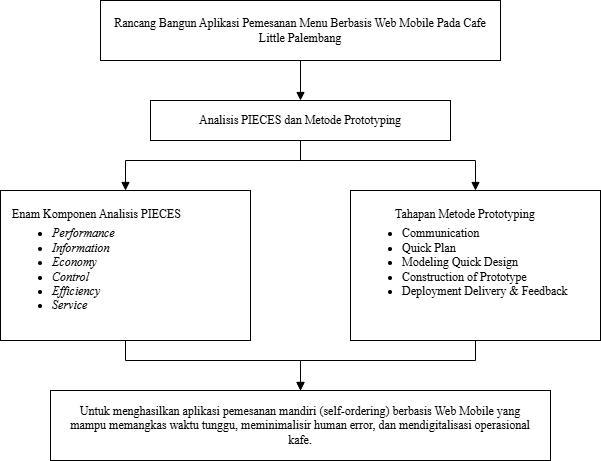 Rancang Bangun Aplikasi Pemesanan Menu Berbasis Web Mobile Pada Cafe
Little Palembang
Analisis PIECES dan Metode Prototyping
Enam Komponen Analisis PIECES
• Performance
• Information
• Economy
• Control
• Efficiency
• Service
Tahapan Metode Prototyping
• Communication
• Quick Plan
• Modeling Quick Design
• Construction of Prototype
• Deployment Delivery & Feedback
Untuk menghasilkan aplikasi pemesanan mandiri (self-ordering) berbasis Web Mobile yang
mampu memangkas waktu tunggu, meminimalisir human error, dan mendigitalisasi operasional
kafe.